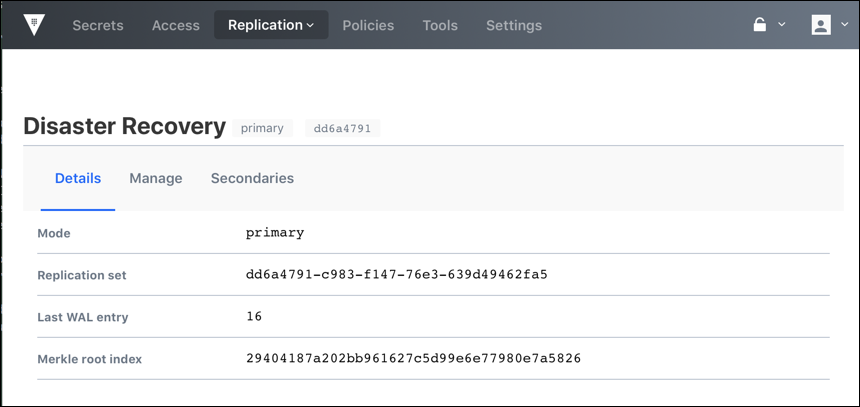 Secrets Access Replication Policies Tools Settings
Disaster Recovery primary dd6a4791
Details Manage Secondaries
Mode primary
Replication set dd6a4791-c983-f147-76e3-639d49462fa5
Last WAL entry 16
Merkle root index 29404187a202bb961627c5d99e6e77980e7a5826